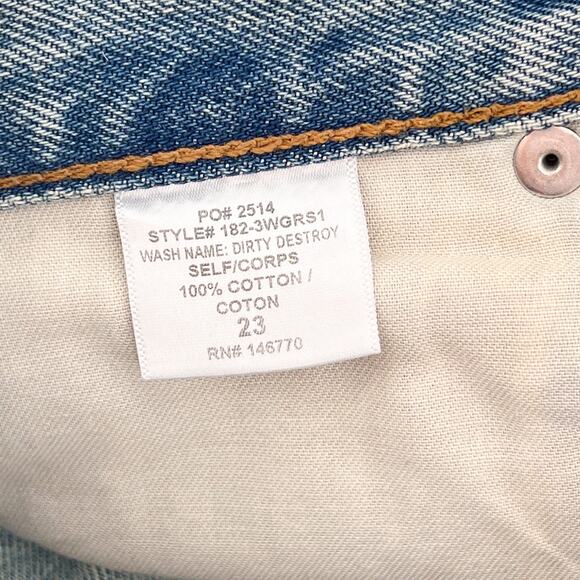 PO# 2514
STYLE# 182-3WGRS1
WASH NAME: DIRTY DESTROY
SELF/CORPS
100% COTTON /
COTON
23
RN# 146770